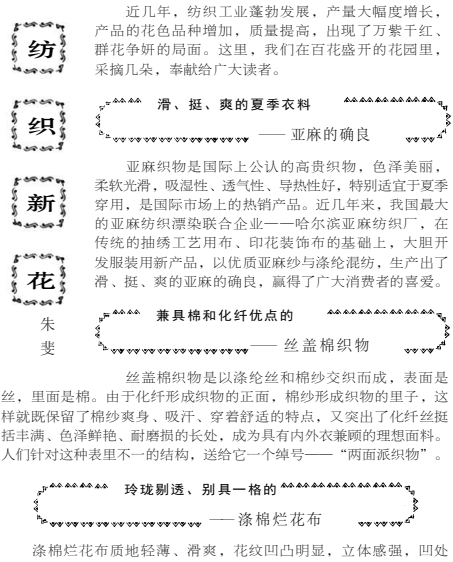 纺织新花
朱斐
近几年，纺织工业蓬勃发展，产量大幅度增长，
产品的花色品种增加，质量提高，出现了万紫千红、
群花争妍的局面。这里，我们在百花盛开的花园里，
采摘几朵，奉献给广大读者。
滑、挺、爽的夏季衣料
——亚麻的确良
亚麻织物是国际上公认的高贵织物，色泽美丽，
柔软光滑，吸湿性、透气性、导热性好，特别适宜于夏季
穿用，是国际市场上的热销产品。近几年来，我国最大
的亚麻纺织漂染联合企业——哈尔滨亚麻纺织厂，在
传统的抽绣工艺用布、印花装饰布的基础上，大胆开
发服装用新产品，以优质亚麻纱与涤纶混纺，生产出了
滑、挺、爽的亚麻的确良，赢得了广大消费者的喜爱。
兼具棉和化纤优点的
——丝盖棉织物
丝盖棉织物是以涤纶丝和棉纱交织而成，表面是
丝，里面是棉。由于化纤形成织物的正面，棉纱形成织物的里子，这
样就既保留了棉纱爽身、吸汗、穿着舒适的特点，又突出了化纤丝挺
括丰满、色泽鲜艳、耐磨损的长处，成为具有内外衣兼顾的理想面料。
人们针对这种表里不一的结构，送给它一个绰号——“两面派织物”。
玲珑剔透、别具一格的
——涤棉烂花布
涤棉烂花布质地轻薄、滑爽，花纹凹凸明显，立体感强，凹处